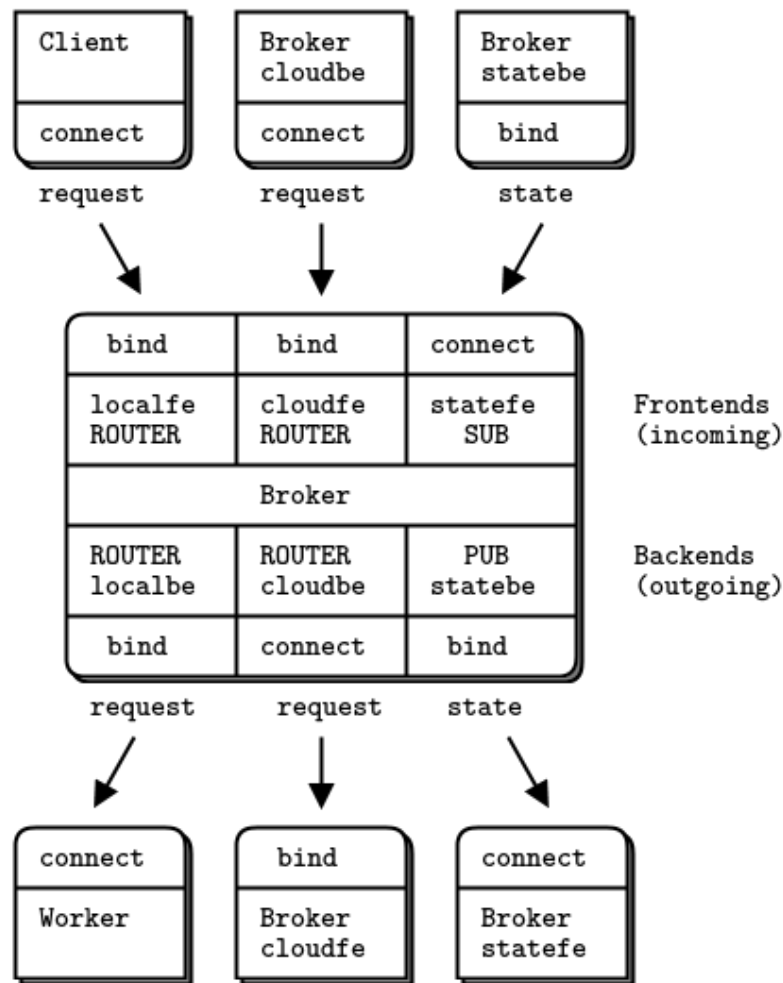 Client
Broker
cloudbe
Broker
statebe
connect
connect
bind
request
request
state
bind
bind
connect
localfe
ROUTER
cloudfe
ROUTER
statefe
SUB
Frontends
(incoming)
Broker
ROUTER
localbe
ROUTER
cloudbe
PUB
statebe
Backends
(outgoing)
bind
connect
bind
request
request
state
connect
bind
connect
Worker
Broker
cloudfe
Broker
statefe